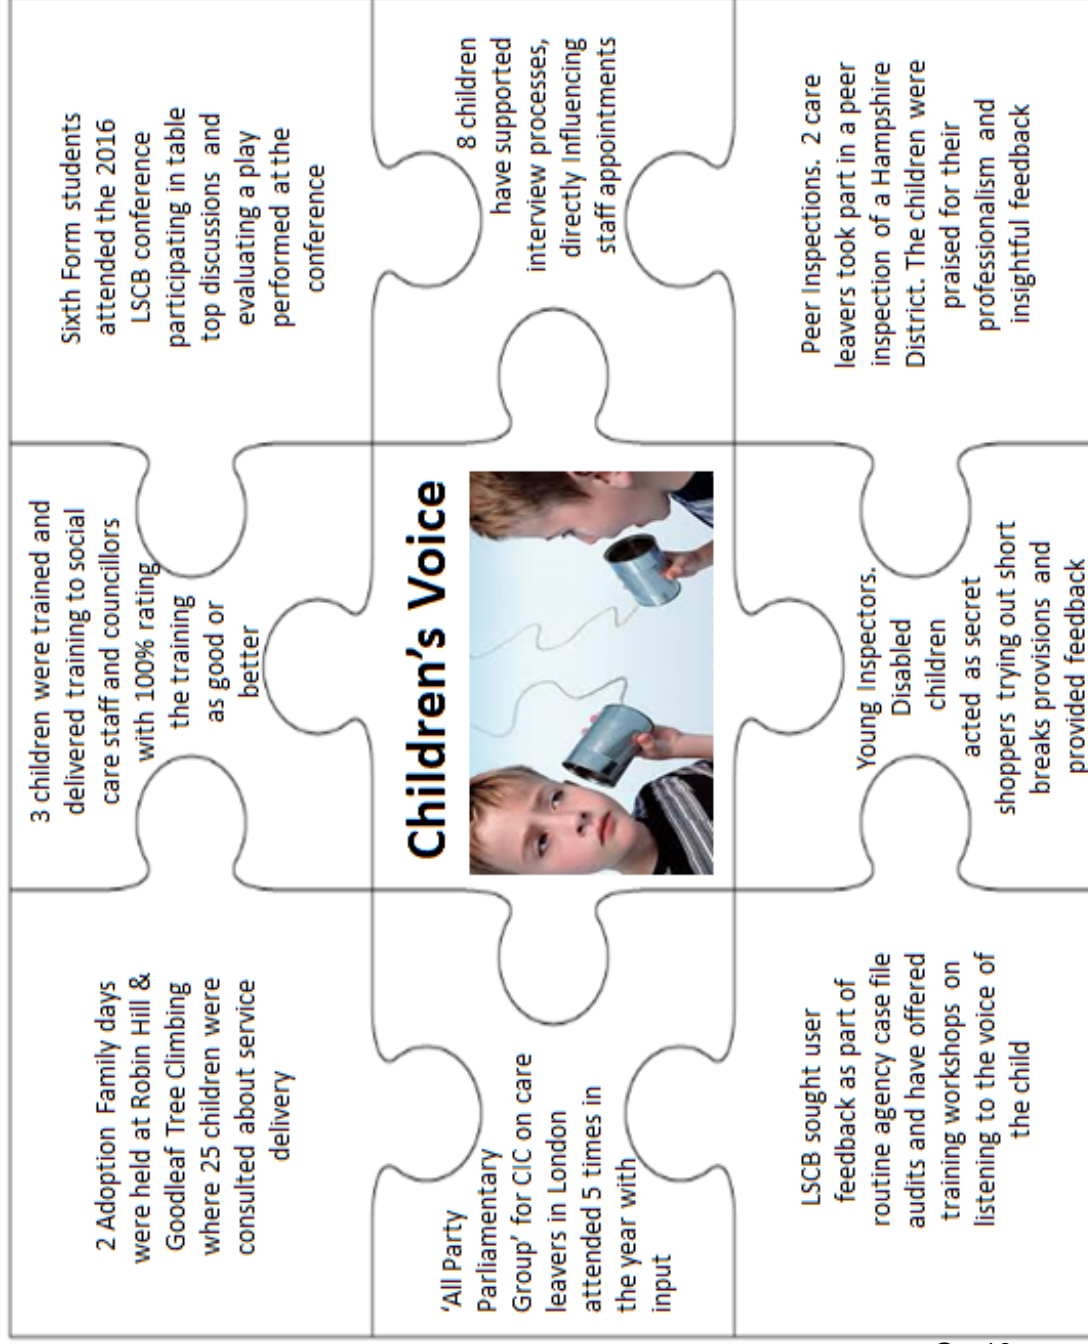 2 Adoption Family days
were held at Robin Hill &
Goodleaf Tree Climbing
where 25 children were
consulted about service
delivery
3 children were trained and
delivered training to social
care staff and councillors
with 100% rating
the training
as good or
better
Sixth Form students
attended the 2016
LSCB conference
participating in table
top discussions and
evaluating a play
performed at the
conference
'All Party
Parliamentary
Group' for CIC on care
leavers in London
attended 5 times in
the year with
input
Children's Voice
8 children
have supported
interview processes,
directly Influencing
staff appointments
LSCB sought user
feedback as part of
routine agency case file
audits and have offered
training workshops on
listening to the voice of
the child
Young Inspectors.
Disabled
children
acted as secret
shoppers trying out short
breaks provisions and
provided feedback
Peer Inspections. 2 care
leavers took part in a peer
inspection of a Hampshire
District. The children were
praised for their
professionalism and
insightful feedback